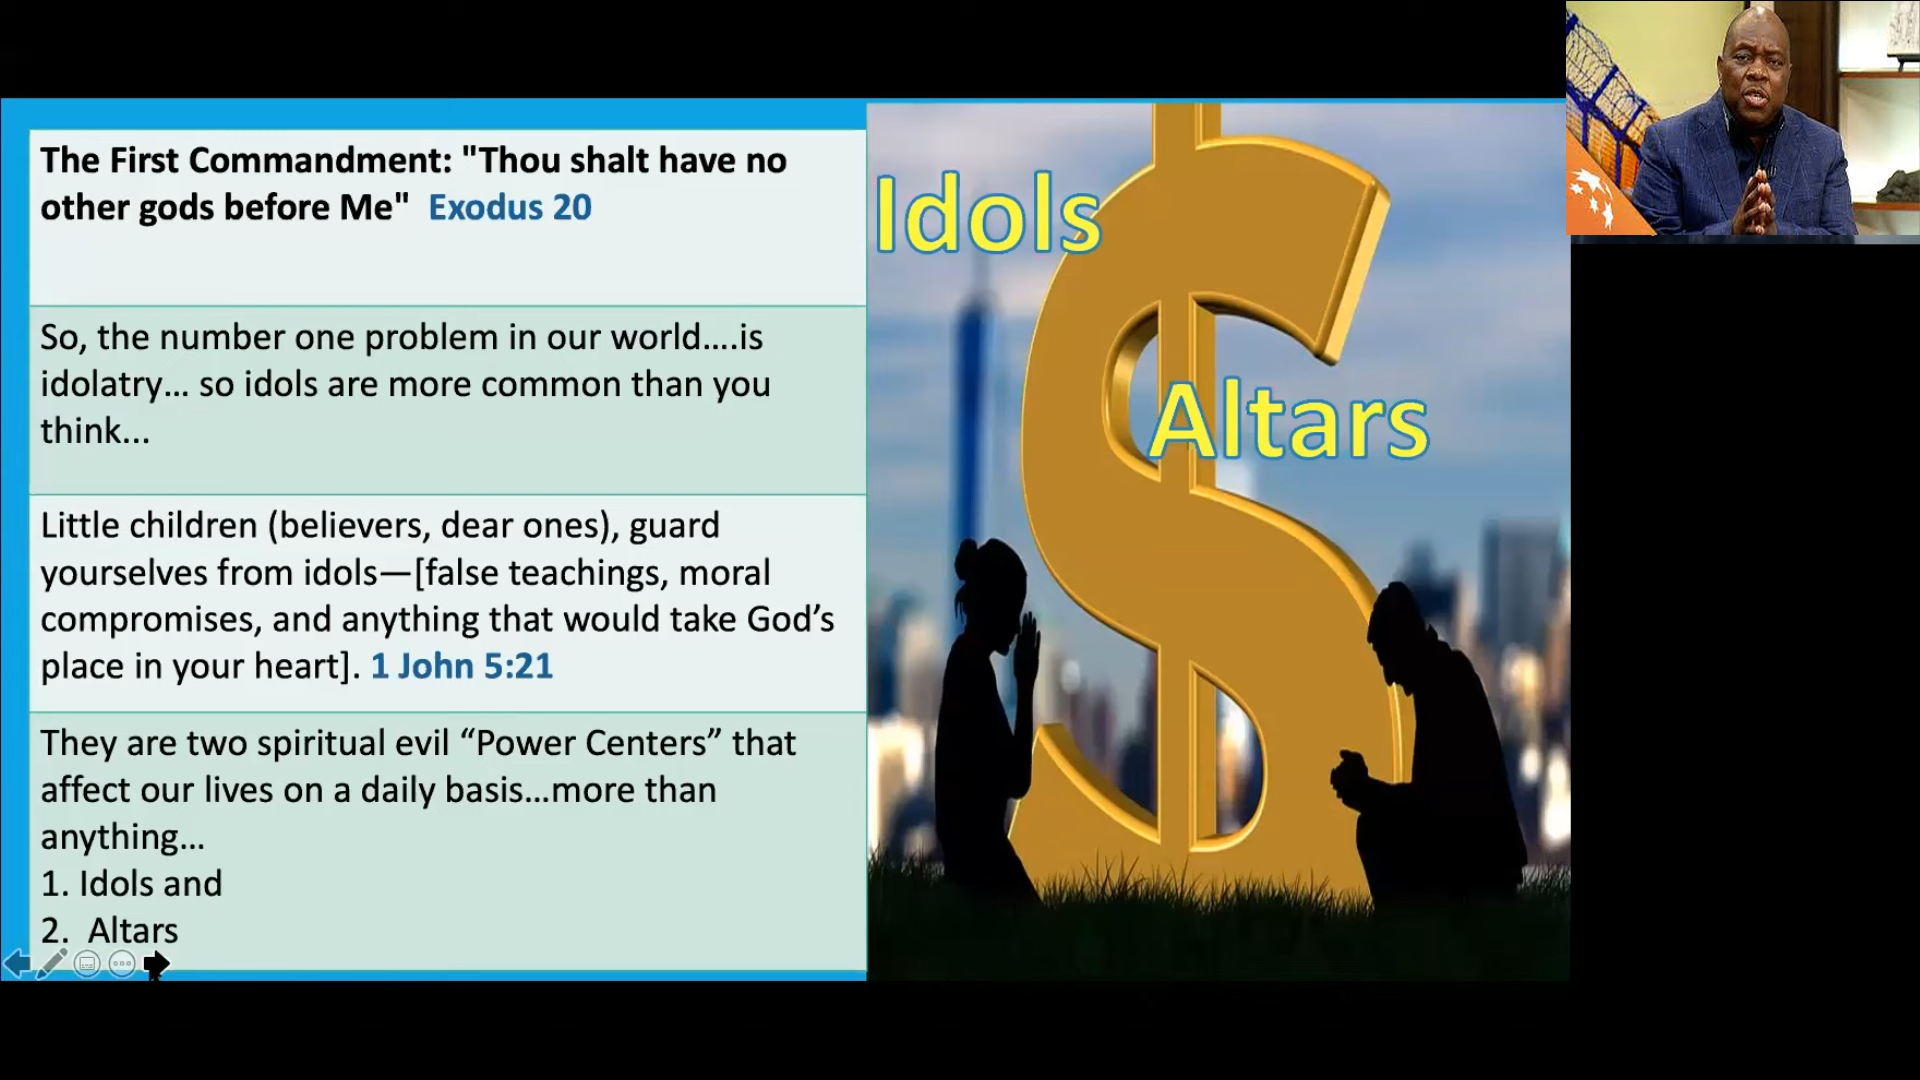 The First Commandment: "Thou shalt have no
other gods before Me" Exodus 20
So, the number one problem in our world....is
idolatry... so idols are more common than you
think...
Little children (believers, dear ones), guard
yourselves from idols—[false teachings, moral
compromises, and anything that would take God’s
place in your heart]. 1 John 5:21
They are two spiritual evil “Power Centers” that
affect our lives on a daily basis...more than
anything...
1. Idols and
2. Altars
Idols
Altars